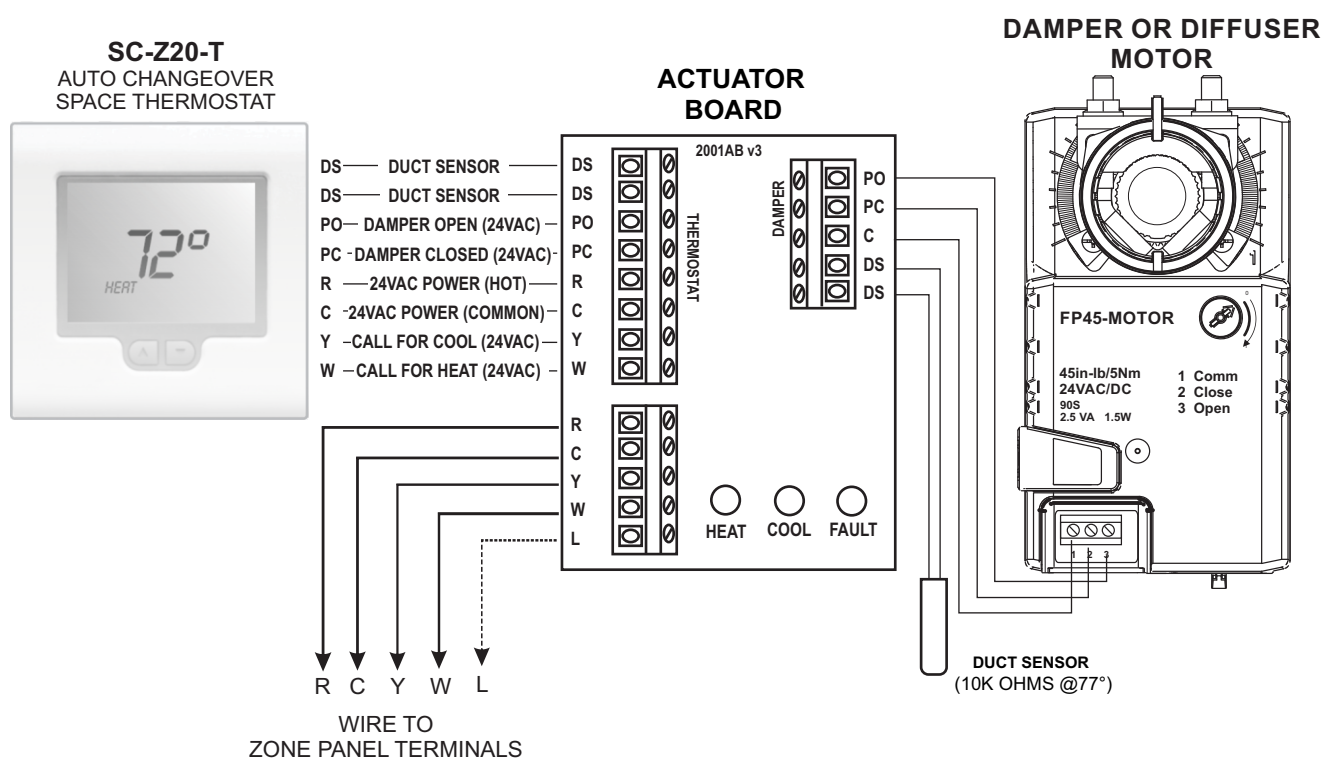 SC-Z20-T
AUTO CHANGEOVER
SPACE THERMOSTAT
72°
HEAT
DS DUCT SENSOR DS
DS DUCT SENSOR DS
PO DAMPER OPEN (24VAC) PO
PC DAMPER CLOSED (24VAC) PC
R 24VAC POWER (HOT) R
C 24VAC POWER (COMMON) C
Y CALL FOR COOL (24VAC) Y
W CALL FOR HEAT (24VAC) W
ACTUATOR
BOARD
2001AB v3
THERMOSTAT
DAMPER
PO
PC
C
DS
DS
R
C
Y
W
L
HEAT COOL FAULT
R C Y W L
WIRE TO
ZONE PANEL TERMINALS
DAMPER OR DIFFUSER
MOTOR
1
0
FP45-MOTOR
45in-lb/5Nm
24VAC/DC
90S
2.5 VA 1.5W
1 Comm
2 Close
3 Open
1 2 3
DUCT SENSOR
(10K OHMS @77°)